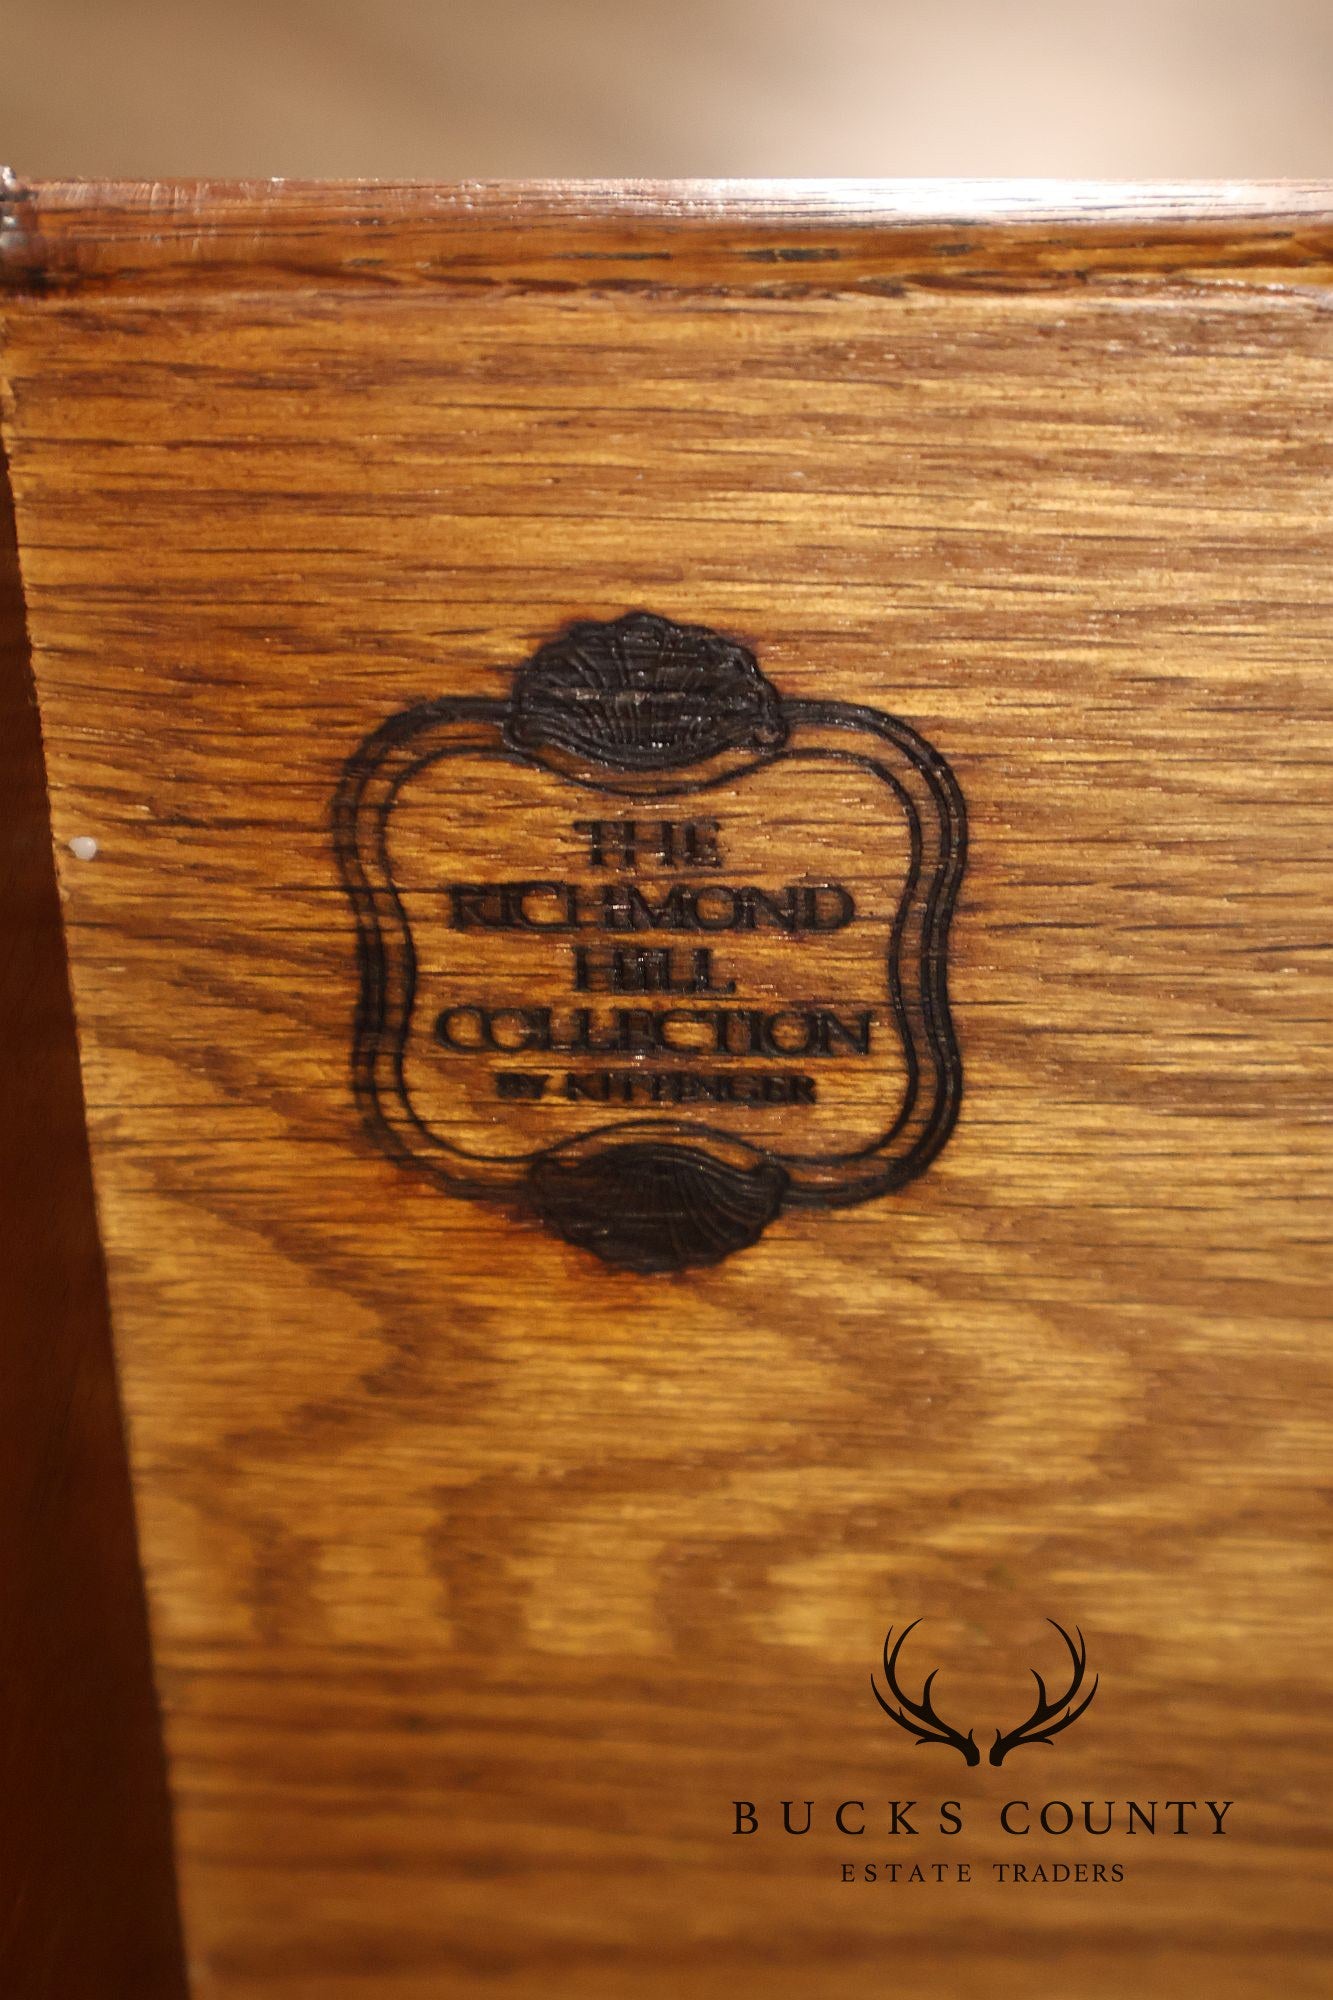 THE
RICHMOND
HILL
COLLECTION
BY KITTINGER
BUCKS COUNTY
ESTATE TRADERS